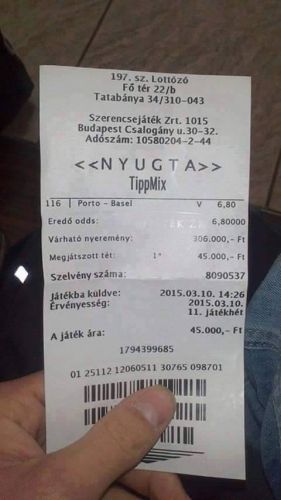 197. sz. Lottózó
Fő tér 22/b
Tatabánya 34/310-043
Szerencsejáték Zrt. 1015
Budapest Csalogány u.30-32.
Adószám: 10580204-2-44
<<NYUGTA>>
TippMix
116 | Porto - Basel V 6,80
Eredő odds: 6,80000
Várható nyeremény: 306.000,- Ft
Megjátszott tét: 1* 45.000,- Ft
Szelvény száma: 8090537
Játékba küldve: 2015.03.10. 14:26
Érvényesség: 2015.03.10.
11. játékhét
A játék ára: 45.000,- Ft
1794399685
01 25112 12060511 30765 098701